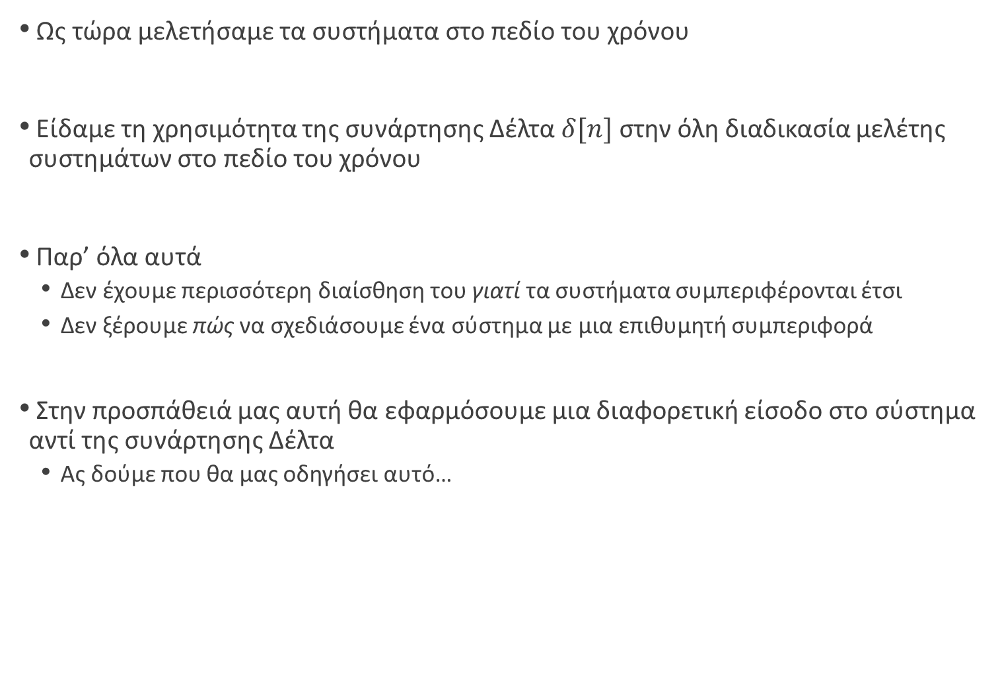 • Ως τώρα μελετήσαμε τα συστήματα στο πεδίο του χρόνου
• Είδαμε τη χρησιμότητα της συνάρτησης Δέλτα δ[n] στην όλη διαδικασία μελέτης
συστημάτων στο πεδίο του χρόνου
• Παρ’ όλα αυτά
• Δεν έχουμε περισσότερη διαίσθηση του γιατί τα συστήματα συμπεριφέρονται έτσι
• Δεν ξέρουμε πώς να σχεδιάσουμε ένα σύστημα με μια επιθυμητή συμπεριφορά
• Στην προσπάθειά μας αυτή θα εφαρμόσουμε μια διαφορετική είσοδο στο σύστημα
αντί της συνάρτησης Δέλτα
• Ας δούμε που θα μας οδηγήσει αυτό…